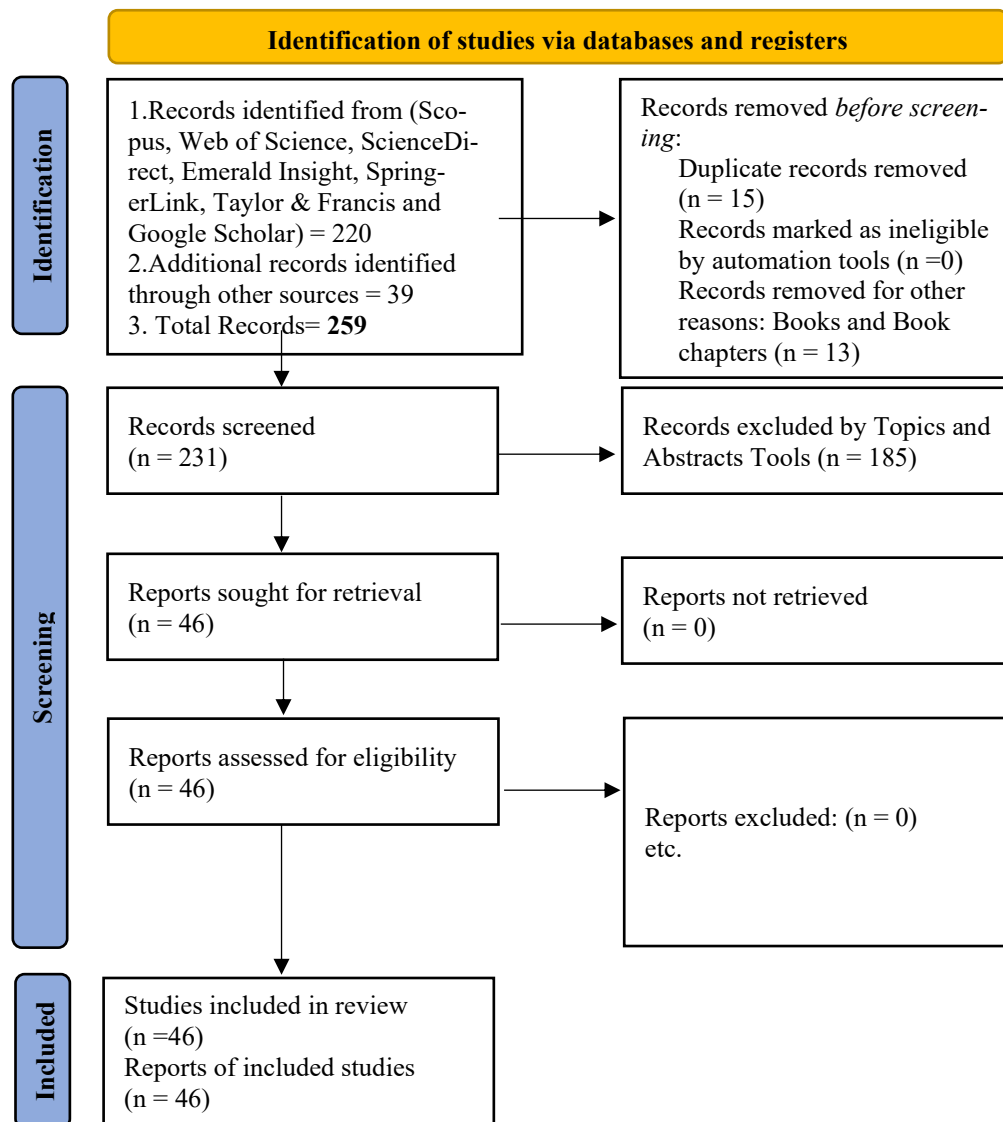 Identification of studies via databases and registers
Identification
1.Records identified from (Sco-
pus, Web of Science, ScienceDi-
rect, Emerald Insight, Spring-
erLink, Taylor & Francis and
Google Scholar) = 220
2.Additional records identified
through other sources = 39
3. Total Records= 259
Records removed before screen-
ing:
Duplicate records removed
(n = 15)
Records marked as ineligible
by automation tools (n =0)
Records removed for other
reasons: Books and Book
chapters (n = 13)
Screening
Records screened
(n = 231)
Records excluded by Topics and
Abstracts Tools (n = 185)
Reports sought for retrieval
(n = 46)
Reports not retrieved
(n = 0)
Reports assessed for eligibility
(n = 46)
Reports excluded: (n = 0)
etc.
Included
Studies included in review
(n =46)
Reports of included studies
(n = 46)